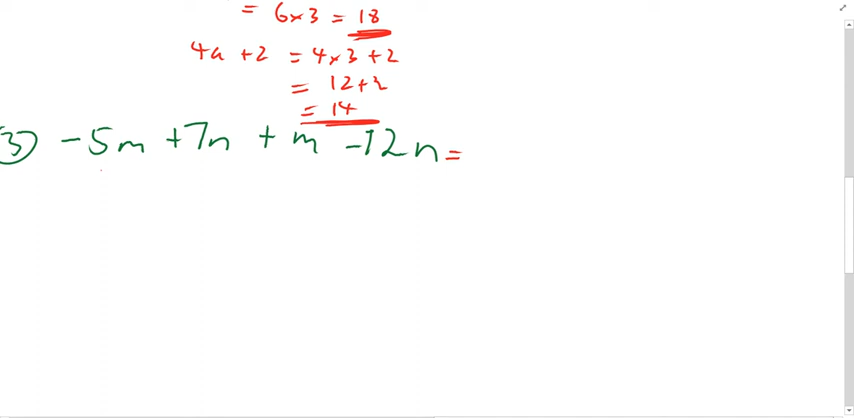 = 6×3 = 18
4a +2 = 4×3 +2
= 12+2
= 14
(3) -5m +7n + m -12n =